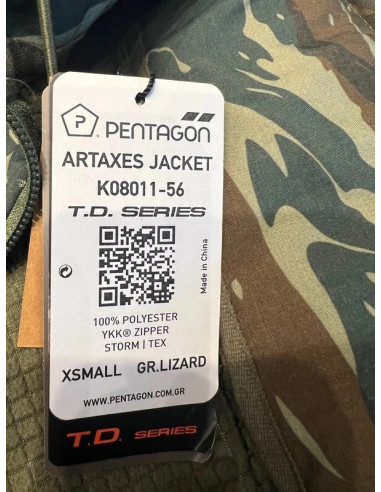 PENTAGON
ARTAXES JACKET
K08011-56
T.D. SERIES
Made in China
100% POLYESTER
YKK® ZIPPER
STORM | TEX
XSMALL GR.LIZARD
WWW.PENTAGON.COM.GR
T.D. SERIES